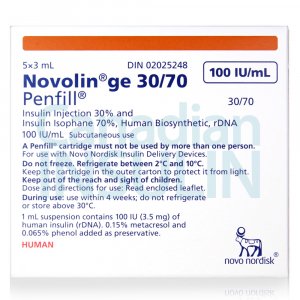 5×3 mL
DIN 02025248
Novolin®ge 30/70
100 IU/mL
Penfill®
30/70
Insulin Injection 30% and
Insulin Isophane 70%, Human Biosynthetic, rDNA
100 IU/mL Subcutaneous use
A Penfill® cartridge must not be used by more than one person.
For use with Novo Nordisk Insulin Delivery Devices.
Do not freeze. Refrigerate between 2°C and 10°C.
Keep the cartridge in the outer carton to protect it from light.
Keep out of the reach and sight of children.
Dose and directions for use: Read enclosed leaflet.
During use: use within 4 weeks; do not refrigerate
or store above 30°C.
1 mL suspension contains 100 IU (3.5 mg) of
human insulin (rDNA). 0.15% metacresol and
0.065% phenol added as preservative.
HUMAN
novo nordisk®